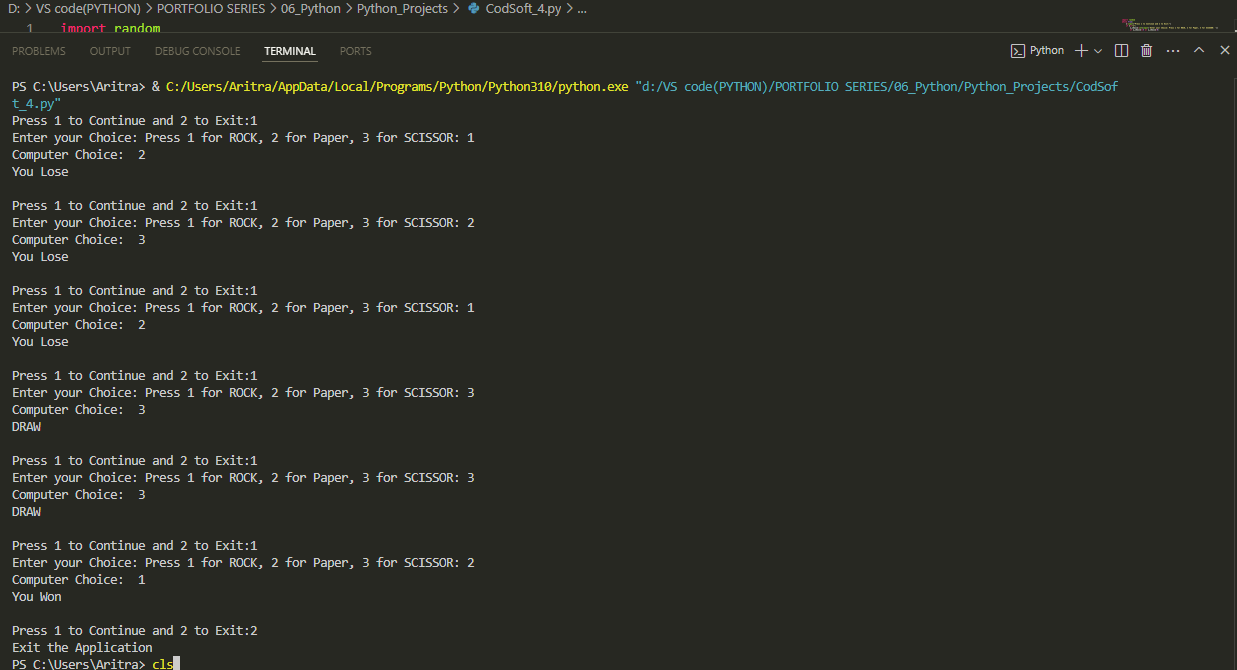 D: > VS code(PYTHON) > PORTFOLIO SERIES > 06_Python > Python_Projects > CodSoft_4.py > ...
1 import random
PROBLEMS OUTPUT DEBUG CONSOLE TERMINAL PORTS Python
PS C:\Users\Aritra> & C:/Users/Aritra/AppData/Local/Programs/Python/Python310/python.exe "d:/VS code(PYTHON)/PORTFOLIO SERIES/06_Python/Python_Projects/CodSof
t_4.py"
Press 1 to Continue and 2 to Exit:1
Enter your Choice: Press 1 for ROCK, 2 for Paper, 3 for SCISSOR: 1
Computer Choice:  2
You Lose

Press 1 to Continue and 2 to Exit:1
Enter your Choice: Press 1 for ROCK, 2 for Paper, 3 for SCISSOR: 2
Computer Choice:  3
You Lose

Press 1 to Continue and 2 to Exit:1
Enter your Choice: Press 1 for ROCK, 2 for Paper, 3 for SCISSOR: 1
Computer Choice:  2
You Lose

Press 1 to Continue and 2 to Exit:1
Enter your Choice: Press 1 for ROCK, 2 for Paper, 3 for SCISSOR: 3
Computer Choice:  3
DRAW

Press 1 to Continue and 2 to Exit:1
Enter your Choice: Press 1 for ROCK, 2 for Paper, 3 for SCISSOR: 3
Computer Choice:  3
DRAW

Press 1 to Continue and 2 to Exit:1
Enter your Choice: Press 1 for ROCK, 2 for Paper, 3 for SCISSOR: 2
Computer Choice:  1
You Won

Press 1 to Continue and 2 to Exit:2
Exit the Application
PS C:\Users\Aritra> cls